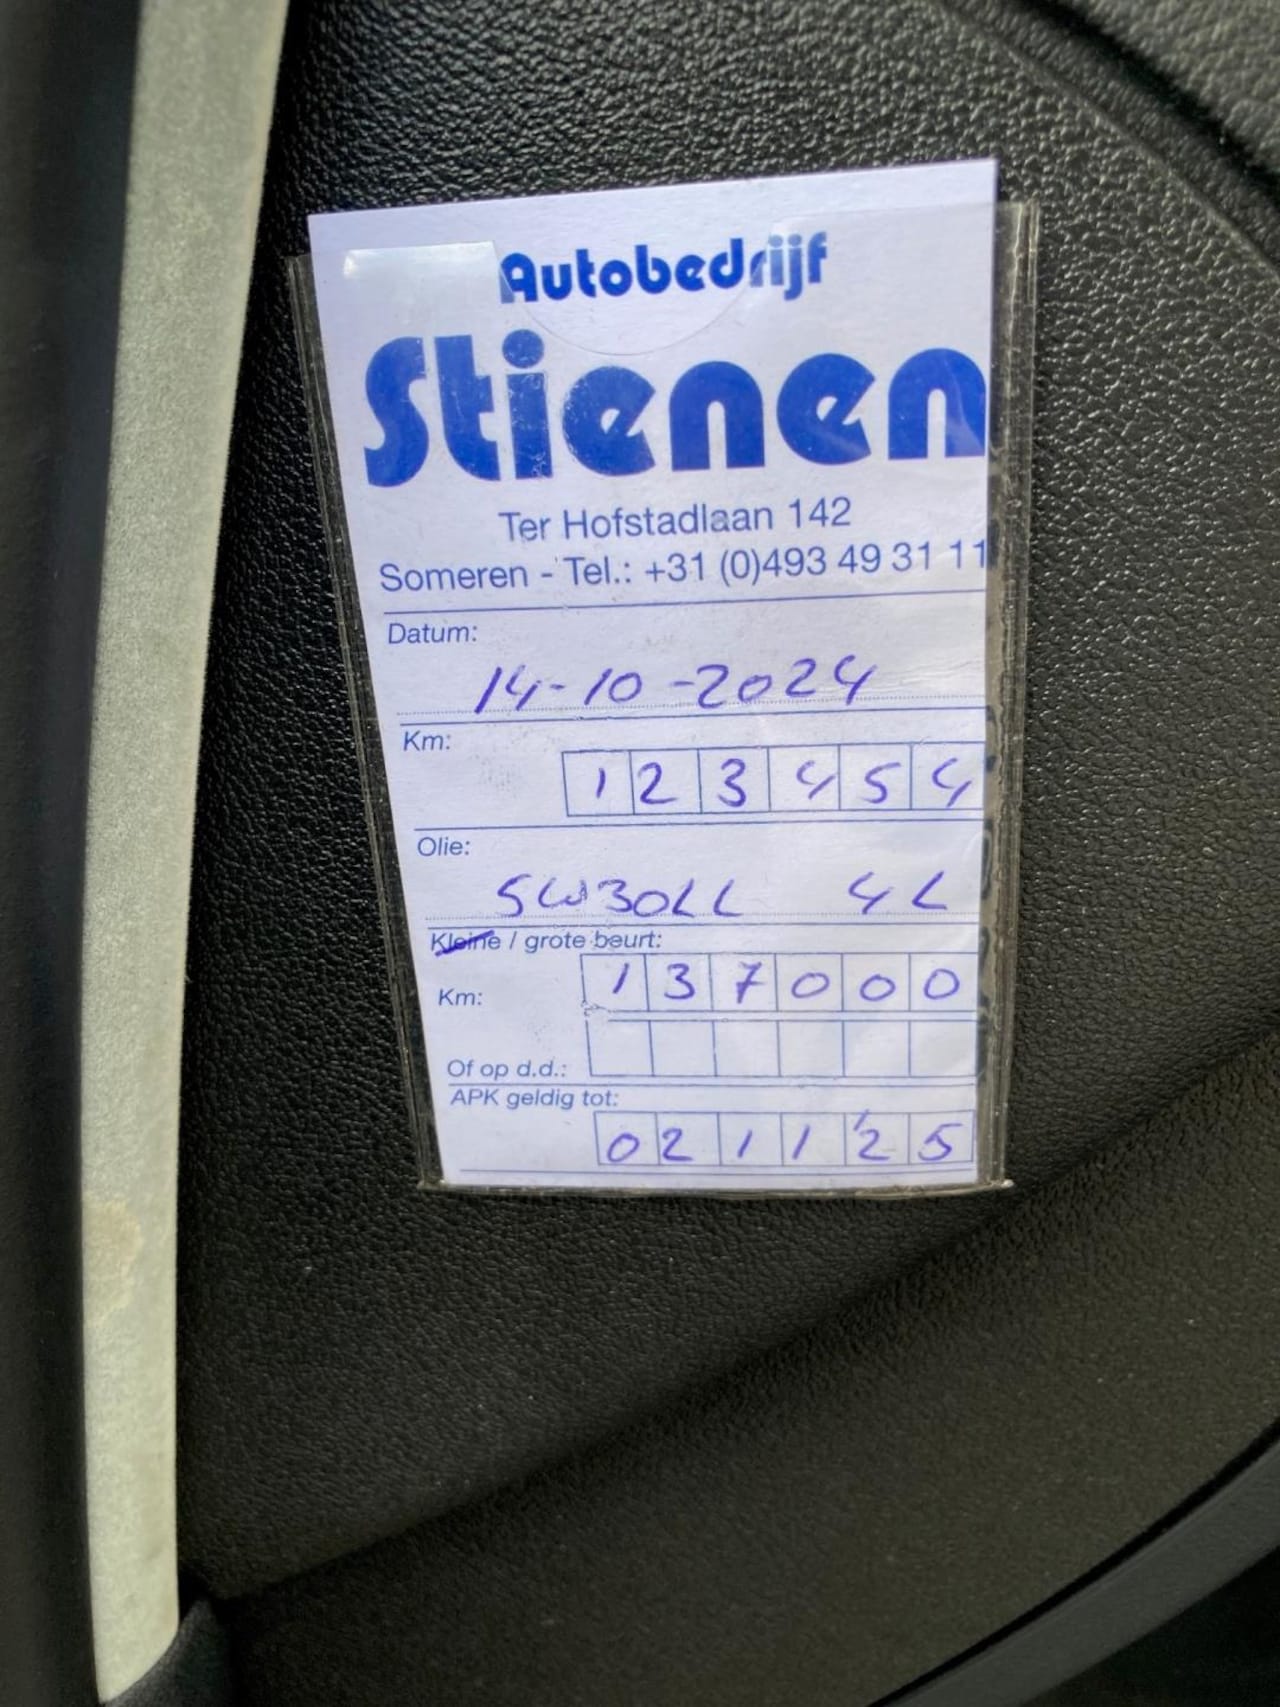 Autobedrijf
Stienen
Ter Hofstadlaan 142
Someren - Tel.: +31 (0)493 49 31 11
Datum:
14-10-2024
Km:
123454
Olie:
5W30LL 4L
Kleine / grote beurt:
Km: 137000
Of op d.d.:
APK geldig tot:
021125